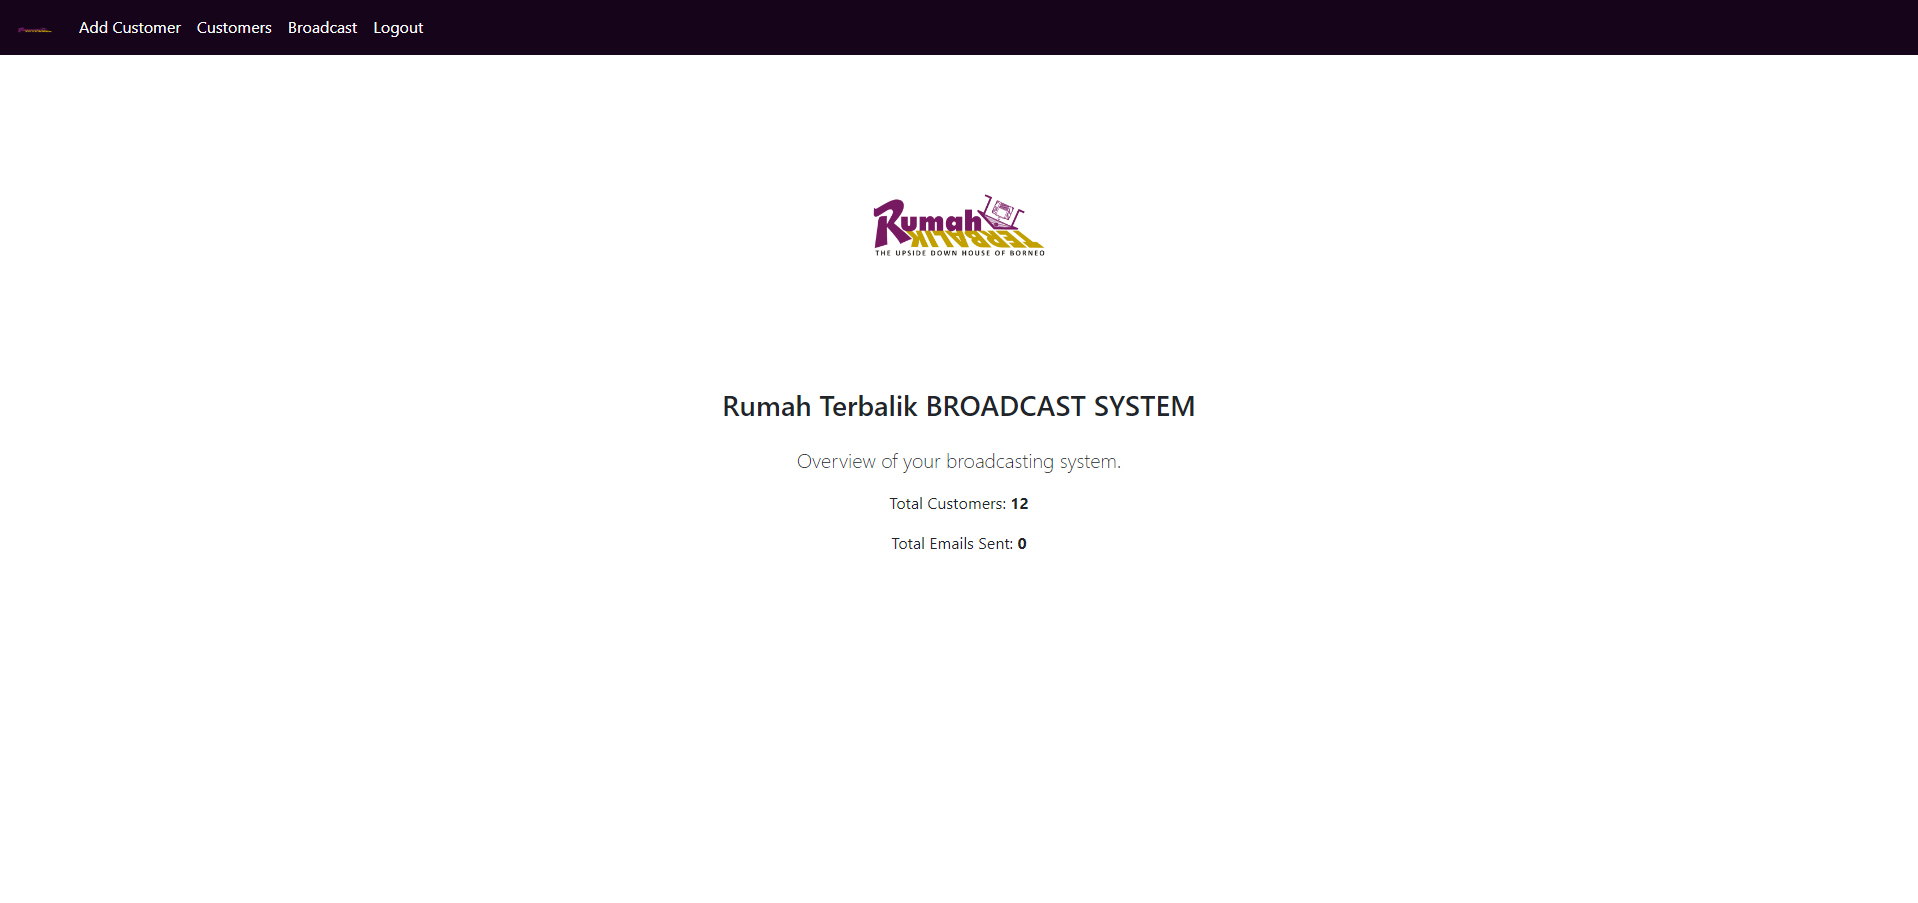 Add Customer Customers Broadcast Logout
Rumah
TERBALIK
THE UPSIDE DOWN HOUSE OF BORNEO
Rumah Terbalik BROADCAST SYSTEM
Overview of your broadcasting system.
Total Customers: 12
Total Emails Sent: 0